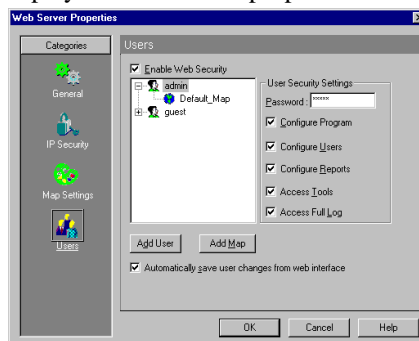 Web Server Properties
Categories
General
IP Security
Map Settings
Users
Users
Enable Web Security
admin
Default_Map
guest
User Security Settings
Password : *****
Configure Program
Configure Users
Configure Reports
Access Tools
Access Full Log
Add User
Add Map
Automatically save user changes from web interface
OK
Cancel
Help